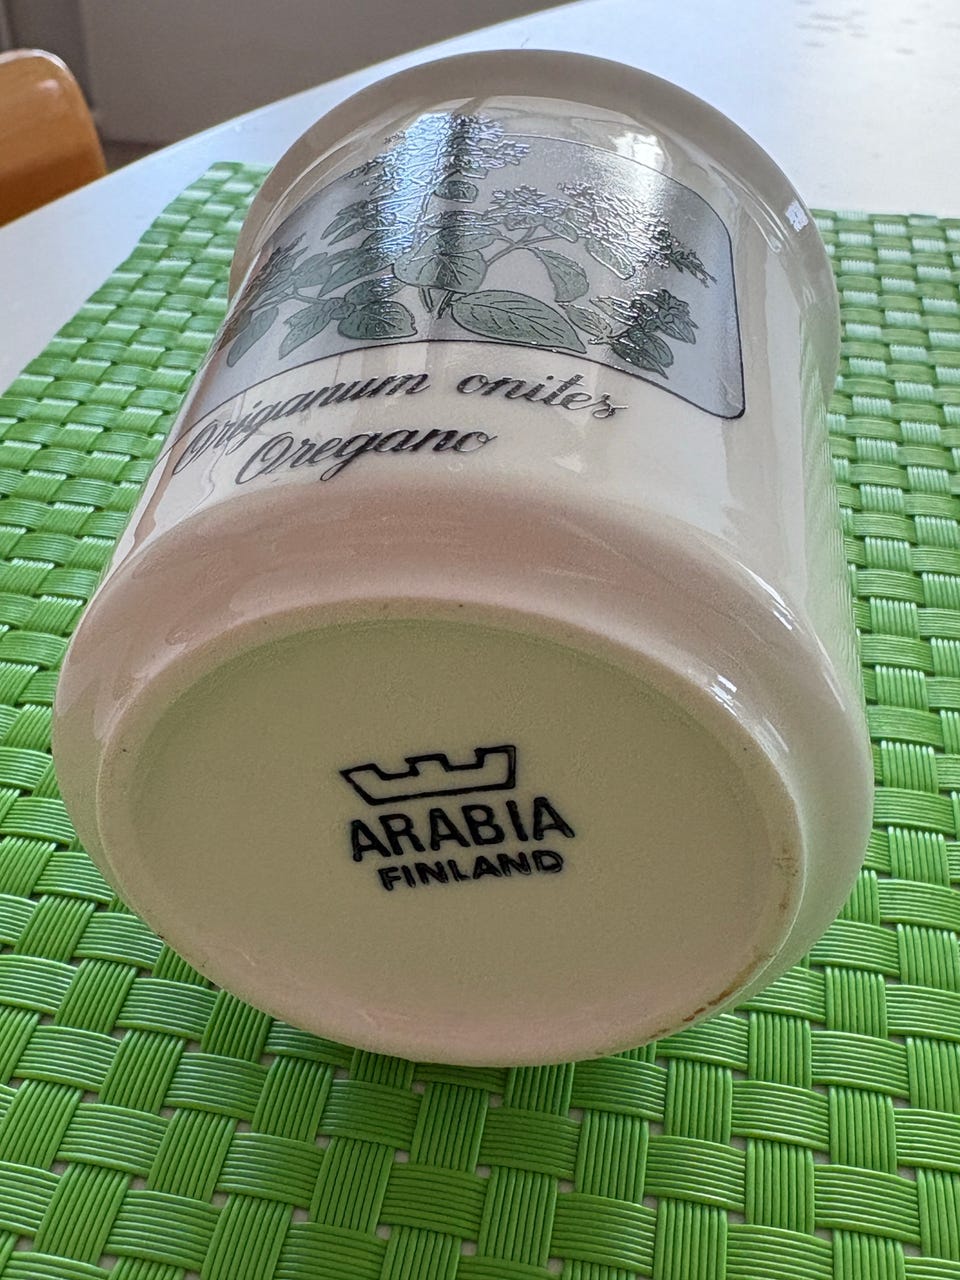 Origanum onites
Oregano
ARABIA
FINLAND